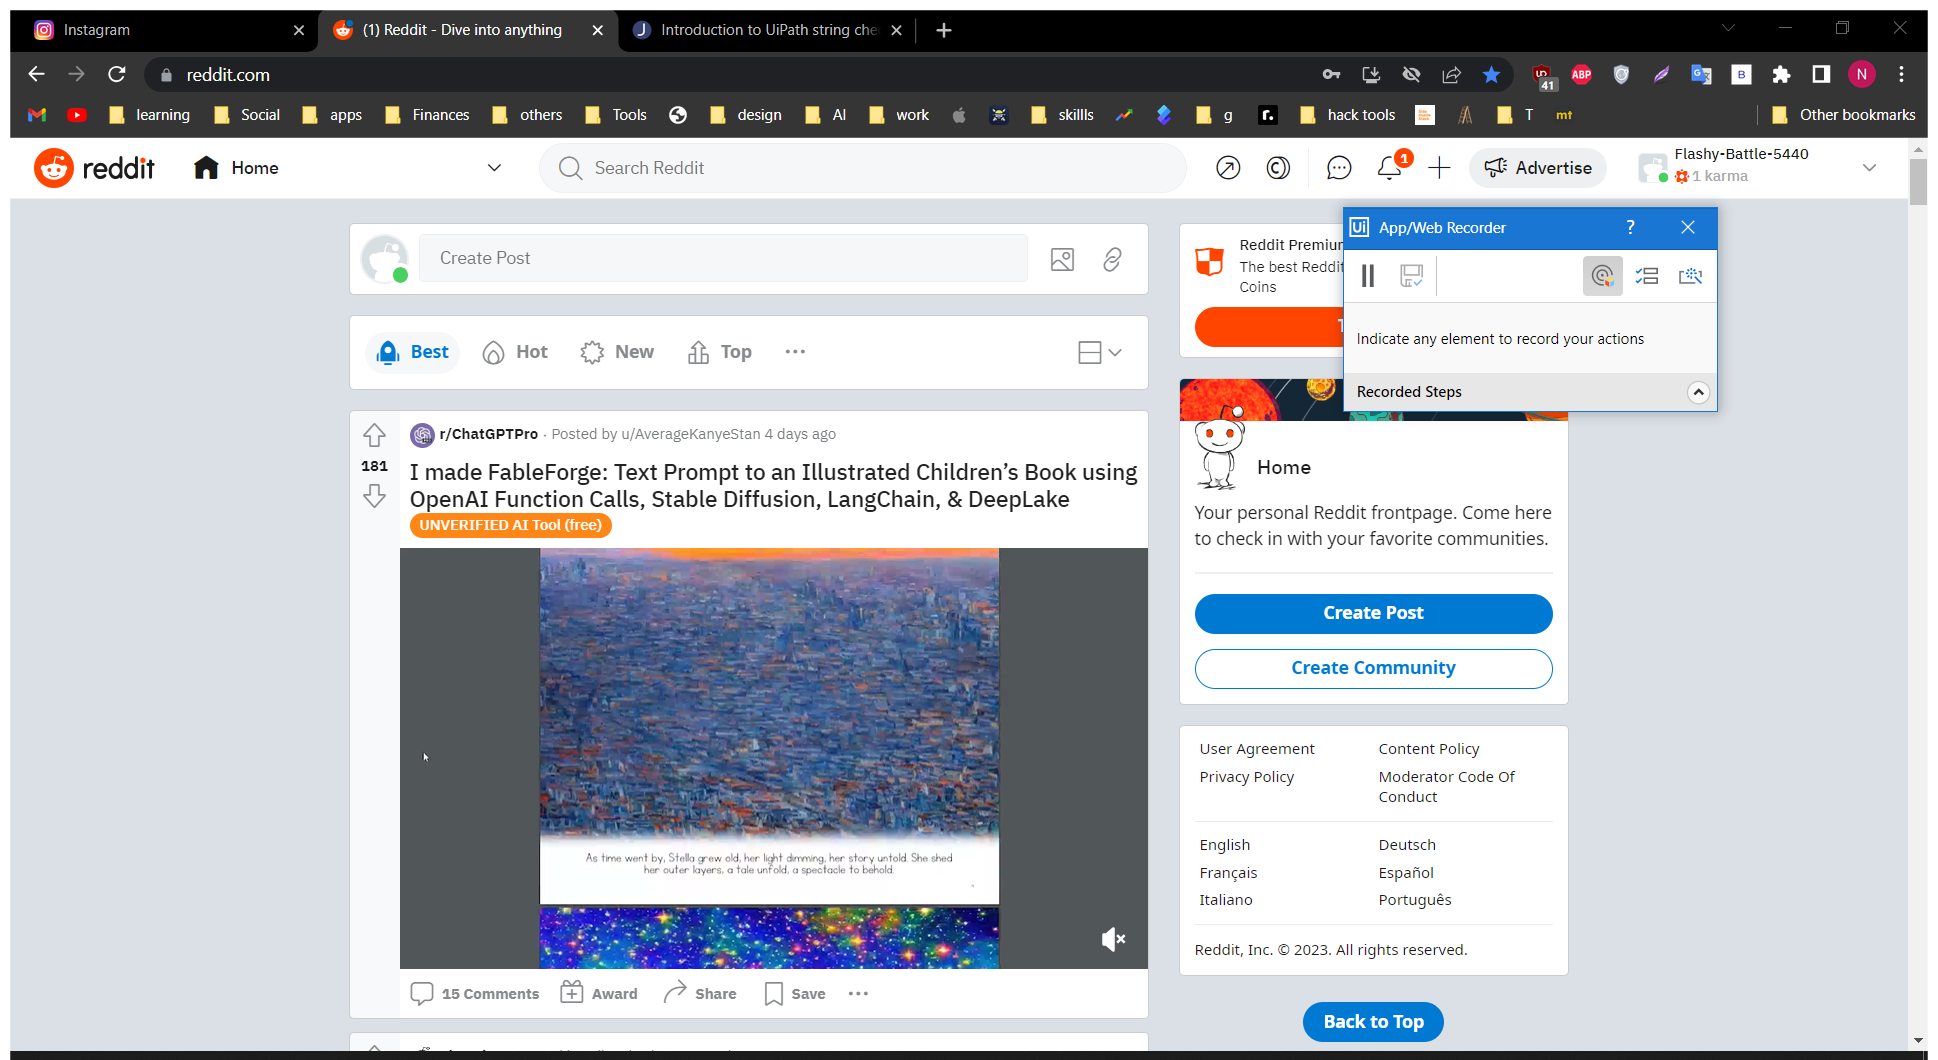 Instagram
(1) Reddit - Dive into anything
Introduction to UiPath string che
reddit.com
41
ABP
B
N
learning
Social
apps
Finances
others
Tools
design
AI
work
skillls
g
r.
hack tools
T
mt
Other bookmarks
reddit
Home
Search Reddit
1
Advertise
Flashy-Battle-5440
1 karma
Create Post
Best
Hot
New
Top
181
r/ChatGPTPro · Posted by u/AverageKanyeStan 4 days ago
I made FableForge: Text Prompt to an Illustrated Children’s Book using
OpenAI Function Calls, Stable Diffusion, LangChain, & DeepLake
UNVERIFIED AI Tool (free)
As time went by, Stella grew old, her light dimming, her story untold. She shed
her outer layers, a tale unfold, a spectacle to behold.
15 Comments
Award
Share
Save
Reddit Premium
The best Reddit
Coins
T
Ui App/Web Recorder ?
Indicate any element to record your actions
Recorded Steps
Home
Your personal Reddit frontpage. Come here
to check in with your favorite communities.
Create Post
Create Community
User Agreement
Content Policy
Privacy Policy
Moderator Code Of
Conduct
English
Deutsch
Français
Español
Italiano
Português
Reddit, Inc. © 2023. All rights reserved.
Back to Top